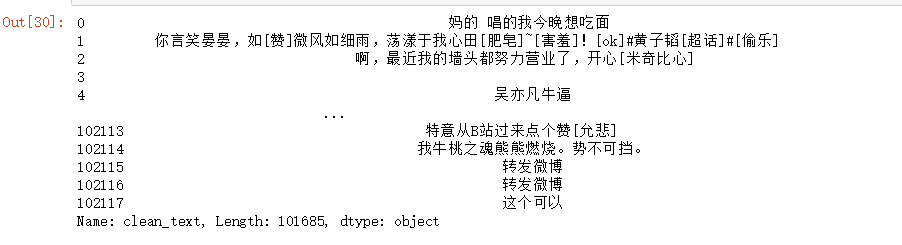 Out[30]: 0 妈的 唱的我今晚想吃面
1 你言笑晏晏，如[赞]微风如细雨，荡漾于我心田[肥皂]~[害羞]! [ok]#黄子韬[超话]#[偷乐]
2 啊，最近我的墙头都努力营业了，开心[米奇比心]
3
4 吴亦凡牛逼
...
102113 特意从B站过来点个赞[允悲]
102114 我牛桃之魂熊熊燃烧。势不可挡。
102115 转发微博
102116 转发微博
102117 这个可以
Name: clean_text, Length: 101685, dtype: object